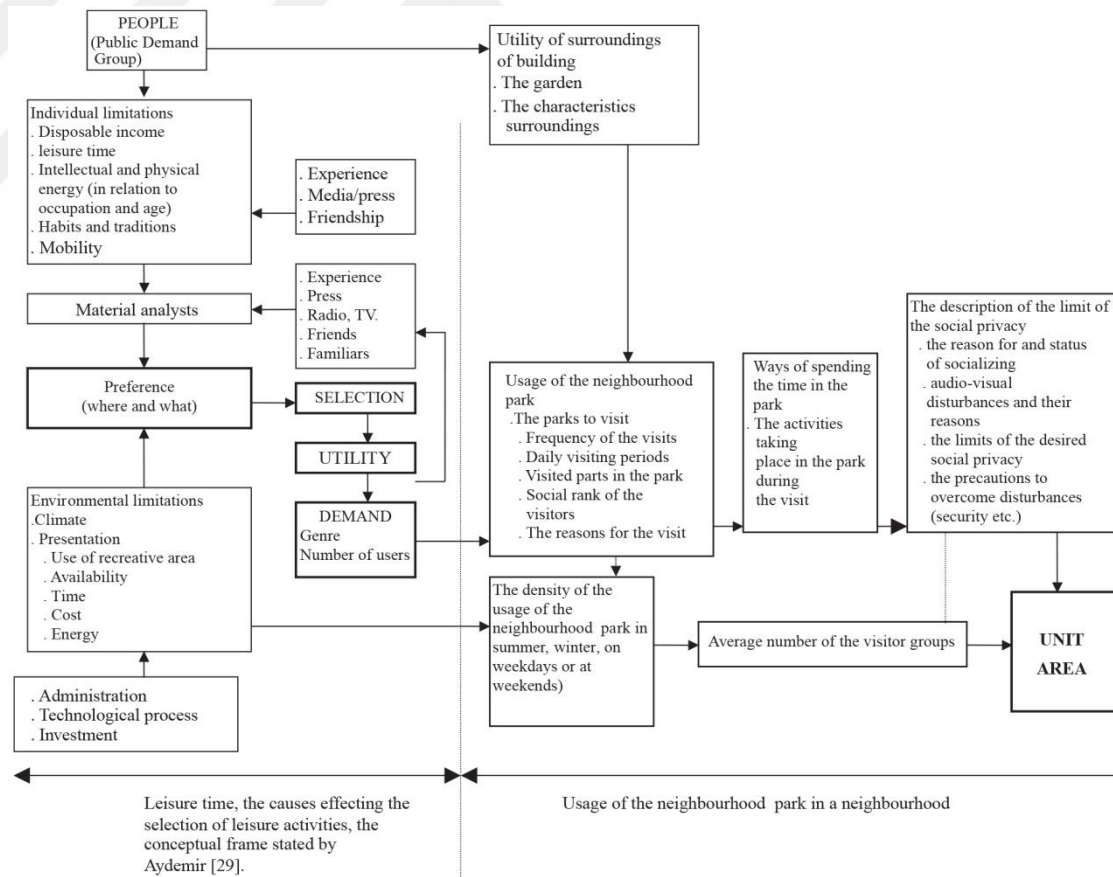 PEOPLE
(Public Demand
Group)
Individual limitations
. Disposable income
. leisure time
. Intellectual and physical
energy (in relation to
occupation and age)
. Habits and traditions
. Mobility
. Experience
. Media/press
. Friendship
Material analysts
. Experience
. Press
. Radio, TV.
. Friends
. Familiars
Preference
(where and what)
SELECTION
UTILITY
DEMAND
Genre
Number of users
Environmental limitations
.Climate
. Presentation
. Use of recreative area
. Availability
. Time
. Cost
. Energy
. Administration
. Technological process
. Investment
Utility of surroundings
of building
. The garden
. The characteristics
surroundings
Usage of the neighbourhood
park
. The parks to visit
. Frequency of the visits
. Daily visiting periods
. Visited parts in the park
. Social rank of the
visitors
. The reasons for the visit
Ways of spending
the time in the
park
. The activities
taking
place in the park
during
the visit
The description of the limit of
the social privacy
. the reason for and status
of socializing
. audio-visual
disturbances and their
reasons
. the limits of the desired
social privacy
. the precautions to
overcome disturbances
(security etc.)
The density of the
usage of the
neighbourhood park in
summer, winter, on
weekdays or at
weekends)
Average number of the visitor groups
UNIT
AREA
Leisure time, the causes effecting the
selection of leisure activities, the
conceptual frame stated by
Aydemir [29].
Usage of the neighbourhood park in a neighbourhood